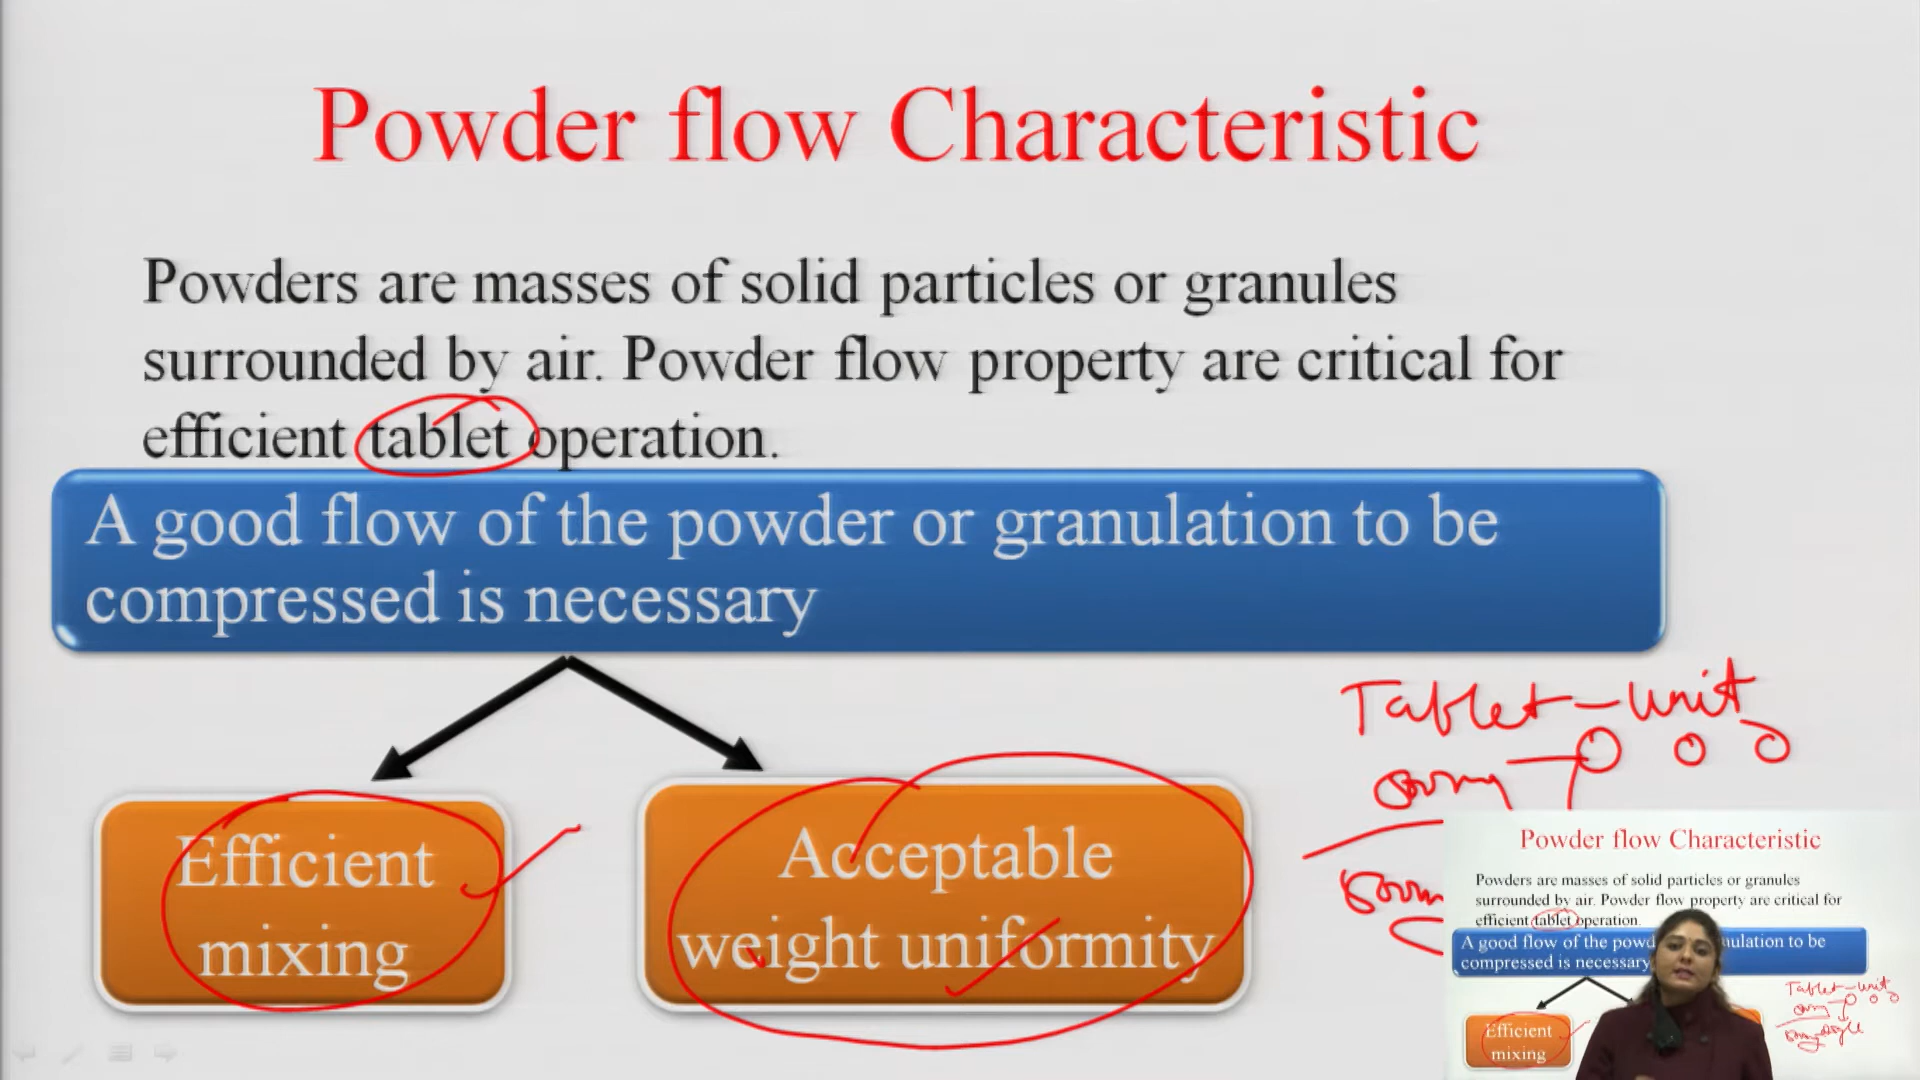 Powder flow Characteristic
Powders are masses of solid particles or granules
surrounded by air. Powder flow property are critical for
efficient tablet operation.
A good flow of the powder or granulation to be
compressed is necessary
Efficient
mixing
Acceptable
weight uniformity
Tablet - Unit
Powder flow Characteristic
Powders are masses of solid particles or granules
surrounded by air. Powder flow property are critical for
efficient tablet operation.
A good flow of the powd nulation to be
compressed is necessary
Tablet - Unit
Efficient
mixing